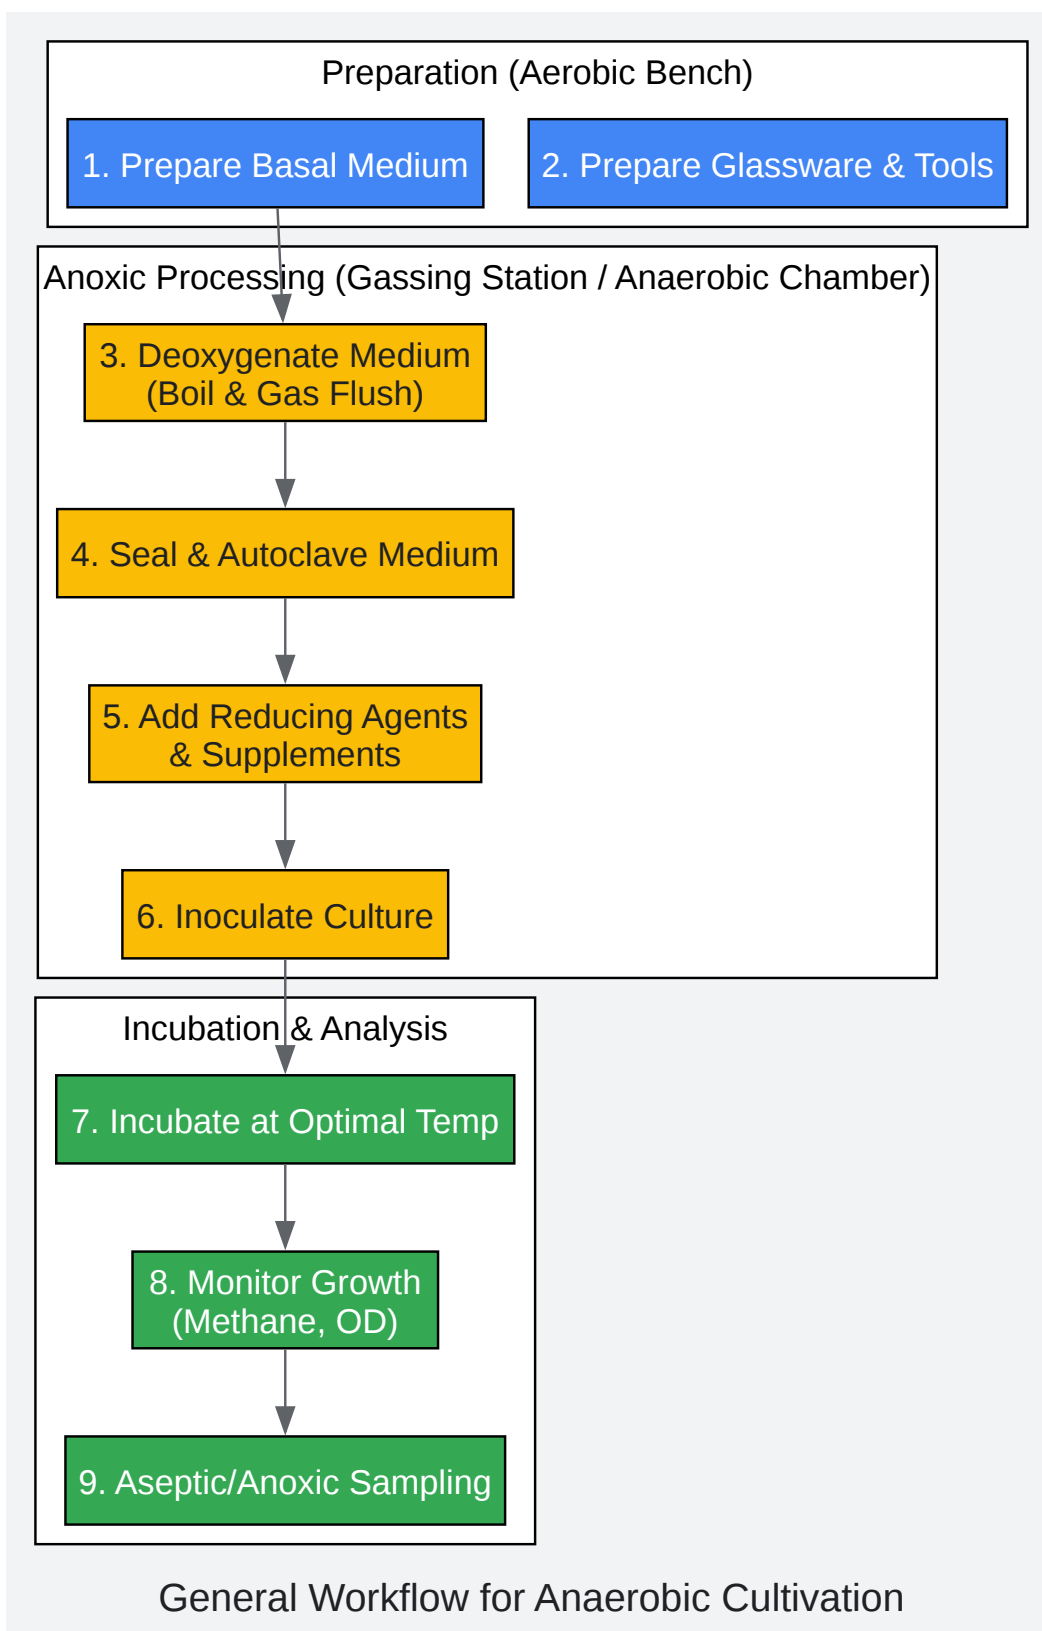 Preparation (Aerobic Bench)
1. Prepare Basal Medium
2. Prepare Glassware & Tools
Anoxic Processing (Gassing Station / Anaerobic Chamber)
3. Deoxygenate Medium
(Boil & Gas Flush)
4. Seal & Autoclave Medium
5. Add Reducing Agents
& Supplements
6. Inoculate Culture
Incubation & Analysis
7. Incubate at Optimal Temp
8. Monitor Growth
(Methane, OD)
9. Aseptic/Anoxic Sampling
General Workflow for Anaerobic Cultivation